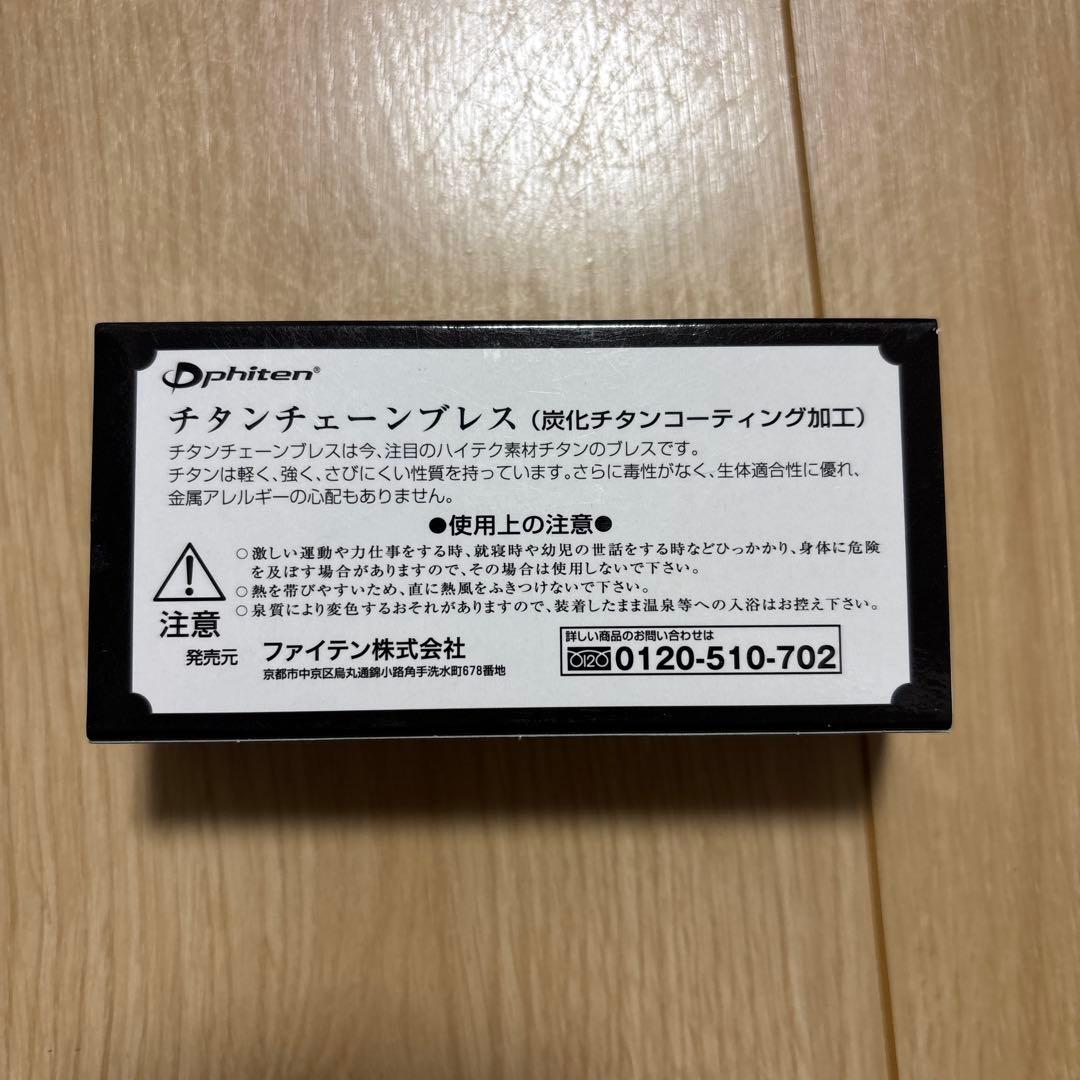 phiten®
チタンチェーンブレス（炭化チタンコーティング加工）
チタンチェーンブレスは今、注目のハイテク素材チタンのブレスです。
チタンは軽く、強く、さびにくい性質を持っています。さらに毒性がなく、生体適合性に優れ、
金属アレルギーの心配もありません。
●使用上の注意●
○激しい運動や力仕事をする時、就寝時や幼児の世話をする時などひっかかり、身体に危険
を及ぼす場合がありますので、その場合は使用しないで下さい。
○熱を帯びやすいため、直に熱風をふきつけないで下さい。
○泉質により変色するおそれがありますので、装着したまま温泉等への入浴はお控え下さい。
注意
発売元 ファイテン株式会社
京都市中京区烏丸通錦小路角手洗水町678番地
詳しい商品のお問い合わせは
0120 0120-510-702